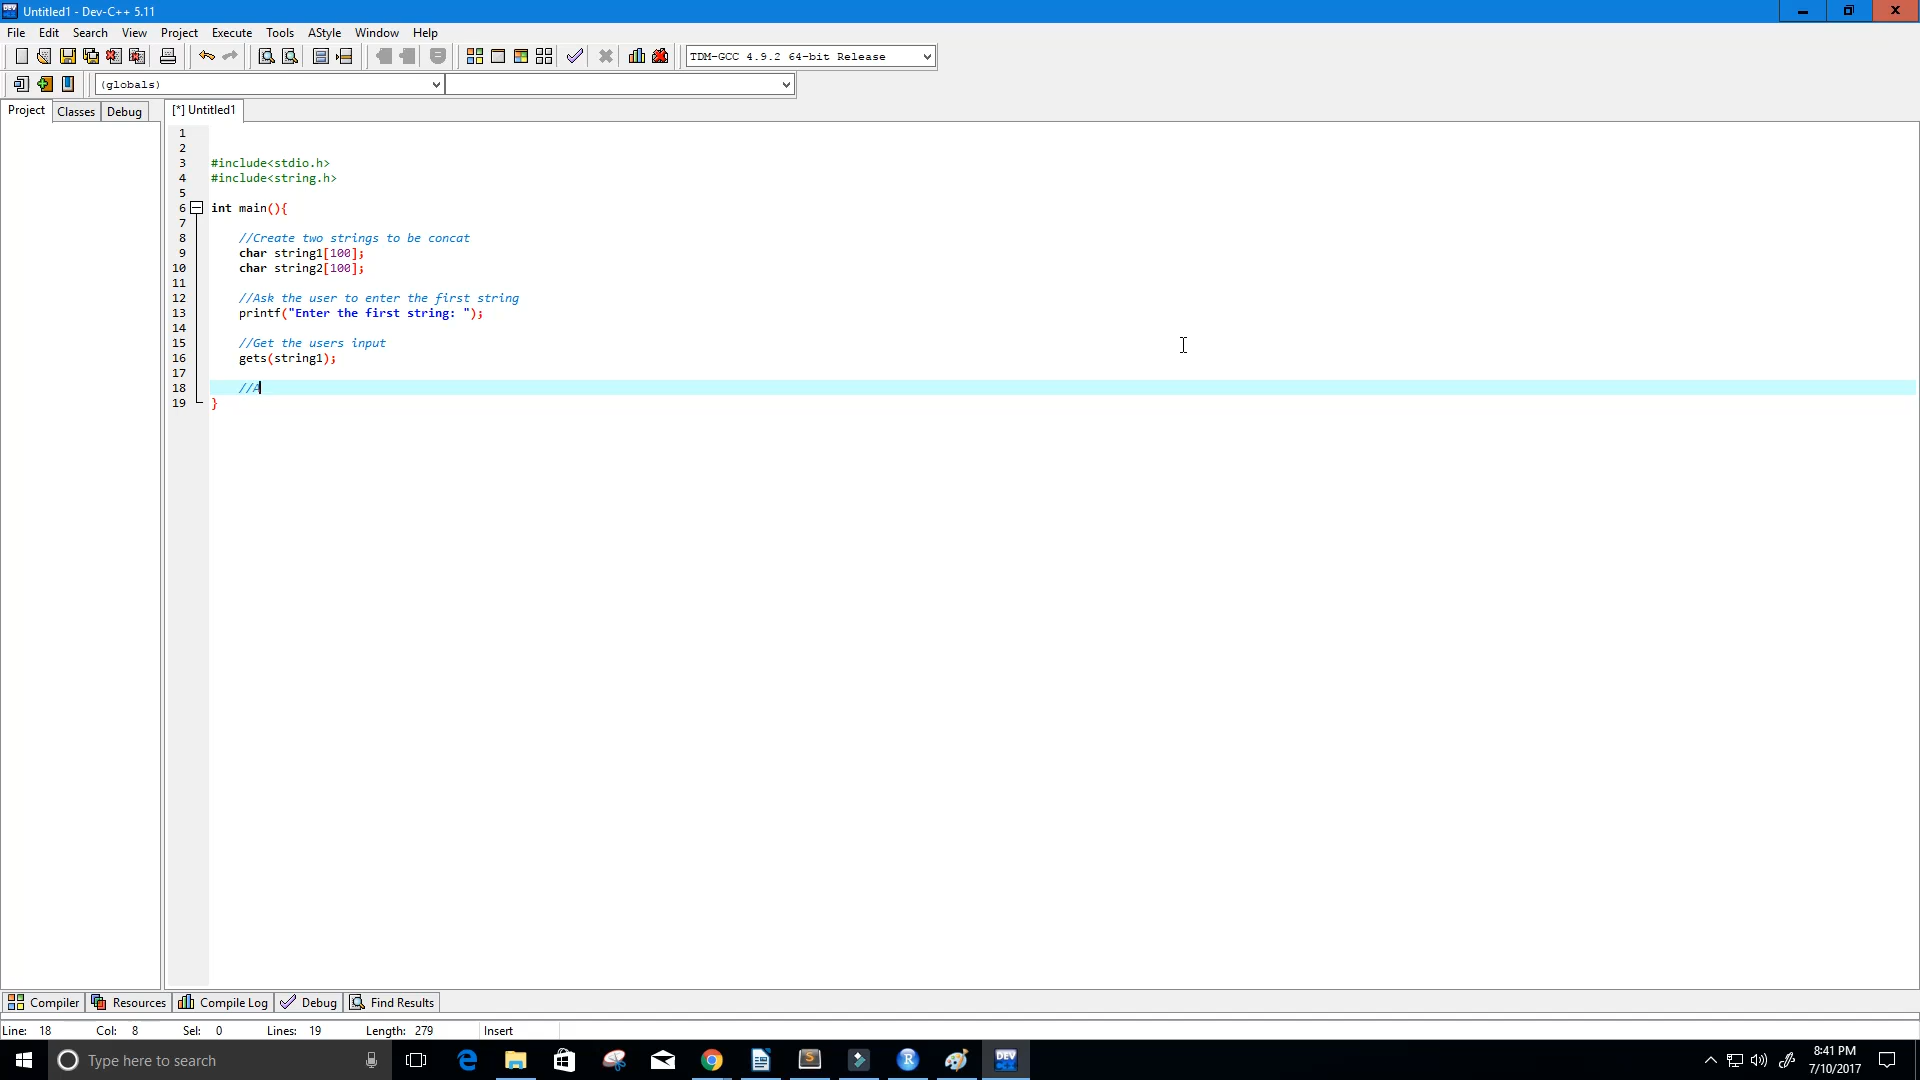 Untitled1 - Dev-C++ 5.11
File Edit Search View Project Execute Tools AStyle Window Help
TDM-GCC 4.9.2 64-bit Release
(globals)
Project Classes Debug [*] Untitled1
1
2
3 #include<stdio.h>
4 #include<string.h>
5
6 int main(){
7
8 //Create two strings to be concat
9 char string1[100];
10 char string2[100];
11
12 //Ask the user to enter the first string
13 printf("Enter the first string: ");
14
15 //Get the users input
16 gets(string1);
17
18 //A
19 }
Compiler Resources Compile Log Debug Find Results
Line: 18 Col: 8 Sel: 0 Lines: 19 Length: 279 Insert
Type here to search
8:41 PM
7/10/2017